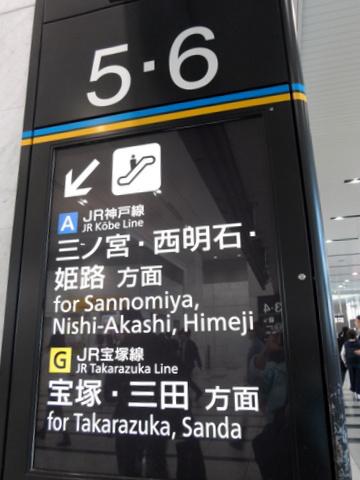 5・6
A JR神戸線
JR Kōbe Line
三ノ宮・西明石・
姫路 方面
for Sannomiya,
Nishi-Akashi, Himeji
G JR宝塚線
JR Takarazuka Line
宝塚・三田 方面
for Takarazuka, Sanda
3・4